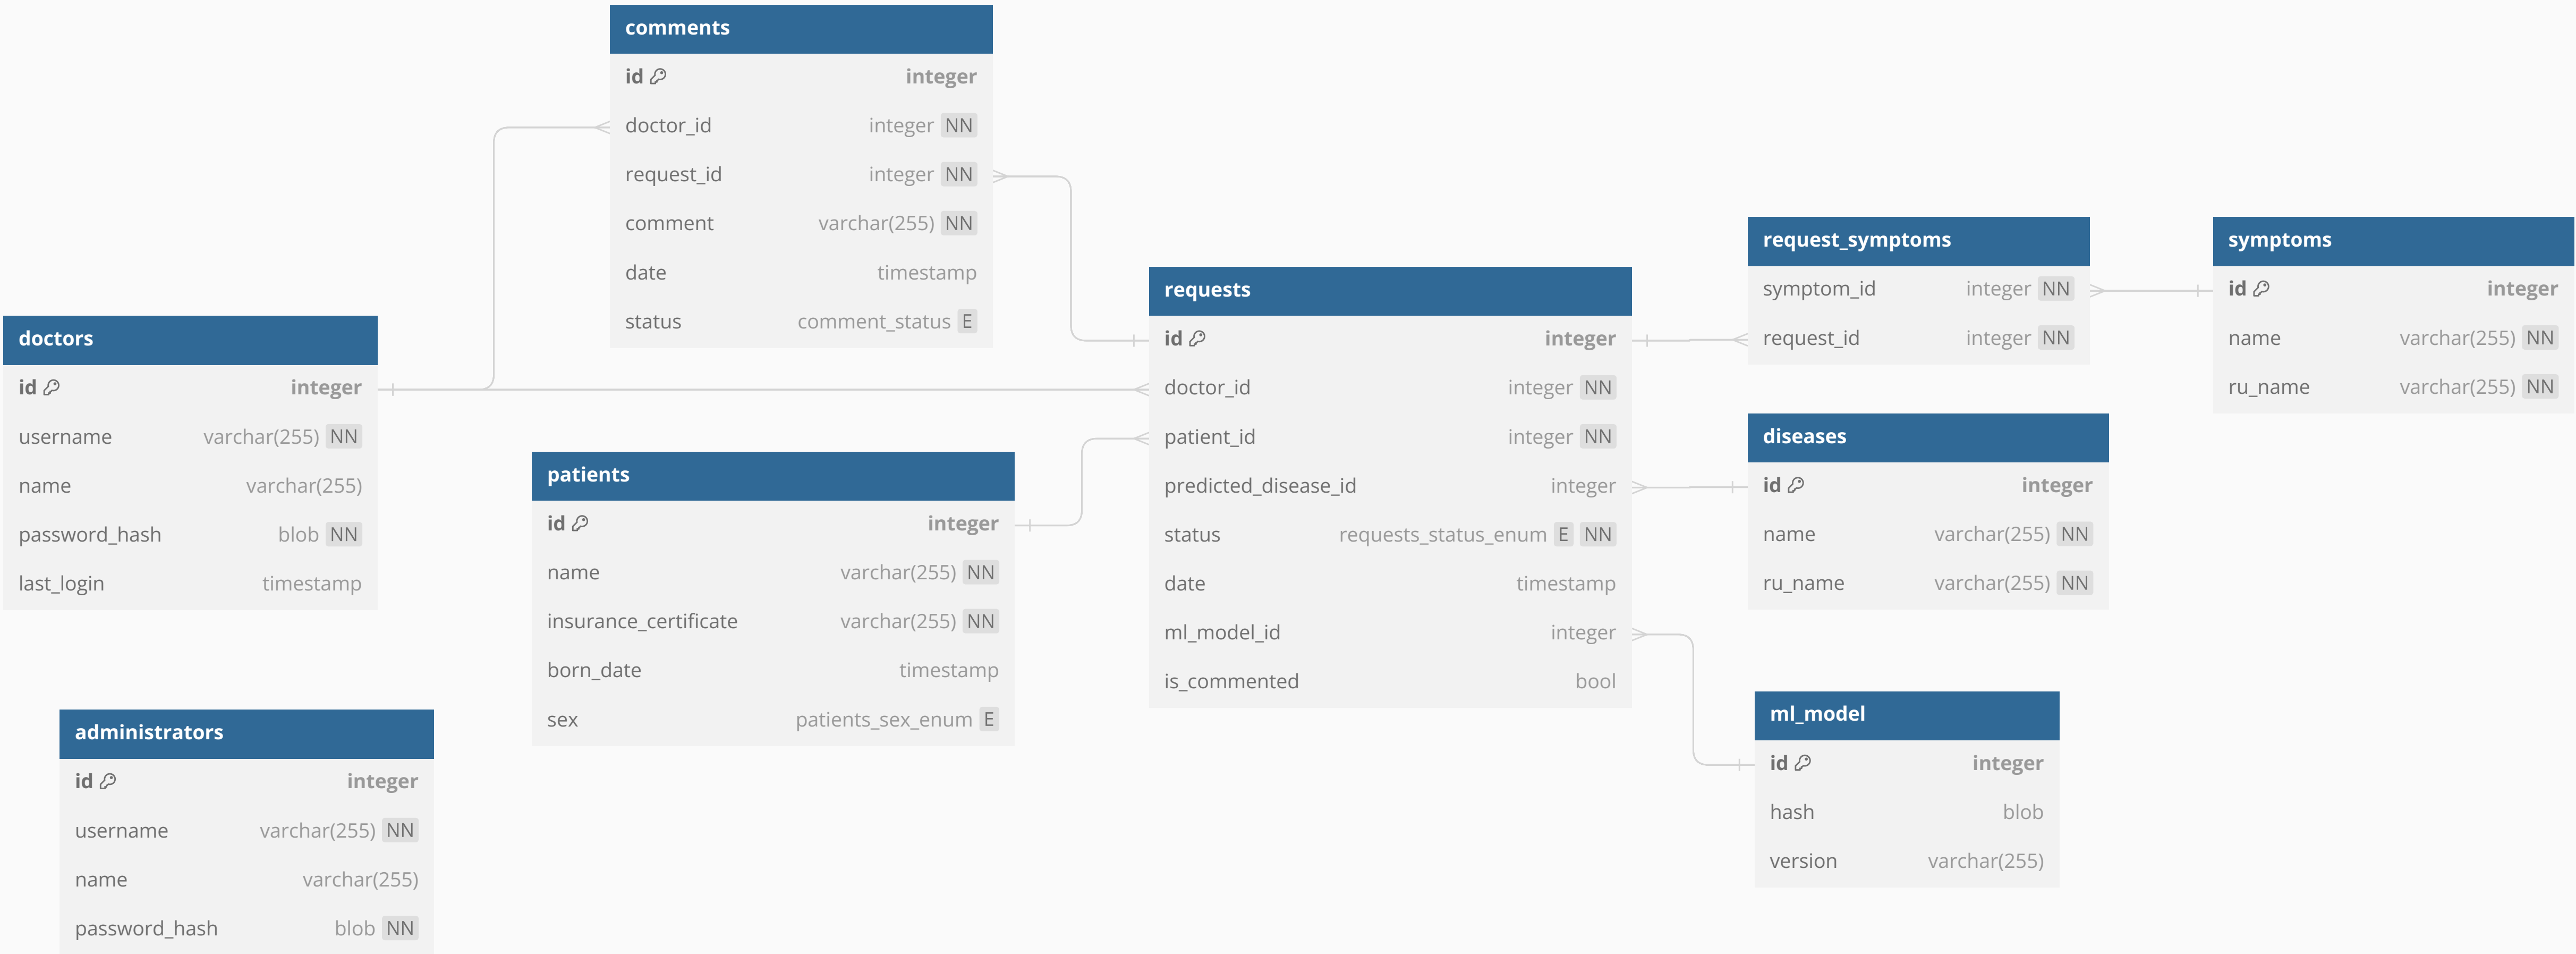 comments
id integer
doctor_id integer NN
request_id integer NN
comment varchar(255) NN
date timestamp
status comment_status E
doctors
id integer
username varchar(255) NN
name varchar(255)
password_hash blob NN
last_login timestamp
patients
id integer
name varchar(255) NN
insurance_certificate varchar(255) NN
born_date timestamp
sex patients_sex_enum E
administrators
id integer
username varchar(255) NN
name varchar(255)
password_hash blob NN
requests
id integer
doctor_id integer NN
patient_id integer NN
predicted_disease_id integer
status requests_status_enum E NN
date timestamp
ml_model_id integer
is_commented bool
request_symptoms
symptom_id integer NN
request_id integer NN
symptoms
id integer
name varchar(255) NN
ru_name varchar(255) NN
diseases
id integer
name varchar(255) NN
ru_name varchar(255) NN
ml_model
id integer
hash blob
version varchar(255)